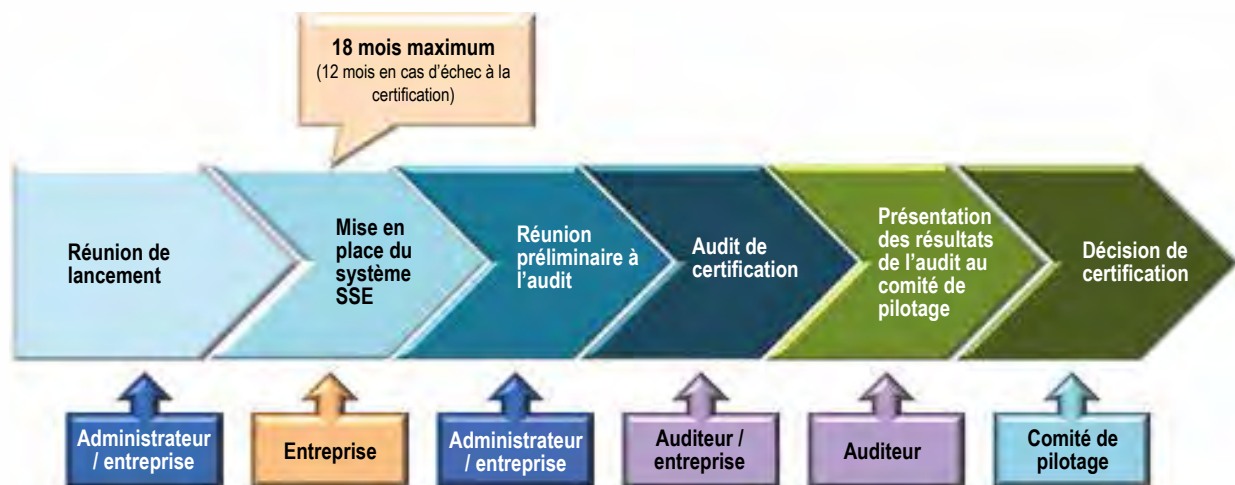 18 mois maximum
(12 mois en cas d’échec à la
certification)
Réunion de
lancement
Mise en
place du
système
SSE
Réunion
préliminaire à
l’audit
Audit de
certification
Présentation
des résultats
de l’audit au
comité de
pilotage
Décision de
certification
Administrateur
/ entreprise
Entreprise
Administrateur
/ entreprise
Auditeur /
entreprise
Auditeur
Comité de
pilotage